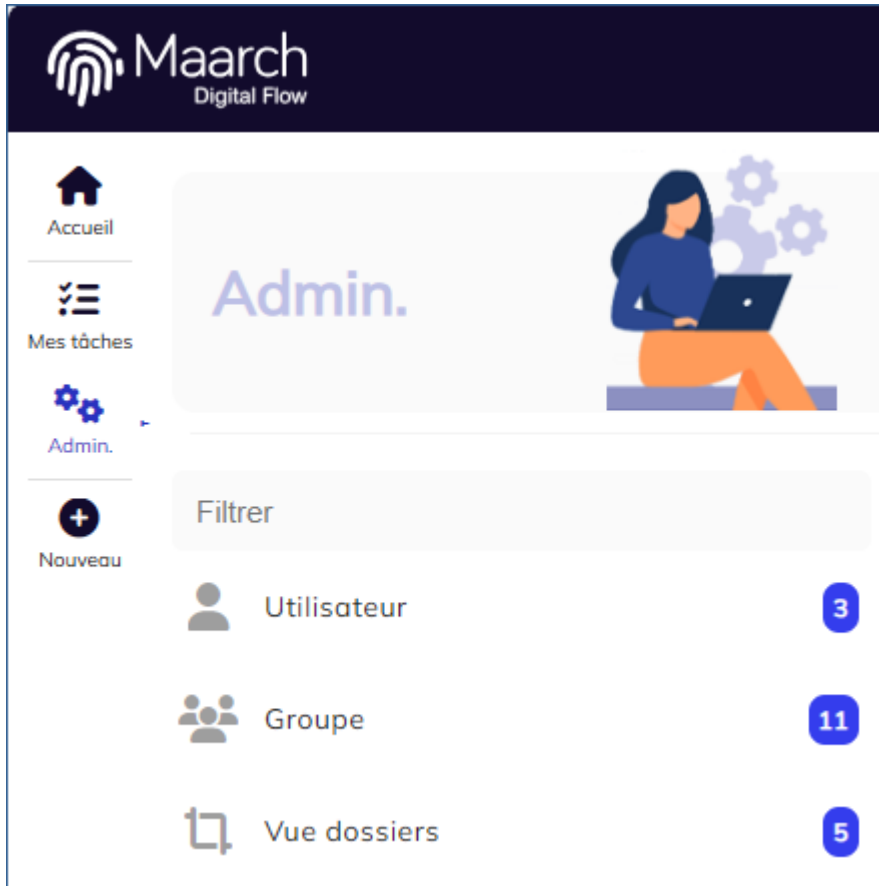 Maarch
Digital Flow
Accueil
Mes tâches
Admin.
Nouveau
Admin.
Filtrer
Utilisateur 3
Groupe 11
Vue dossiers 5